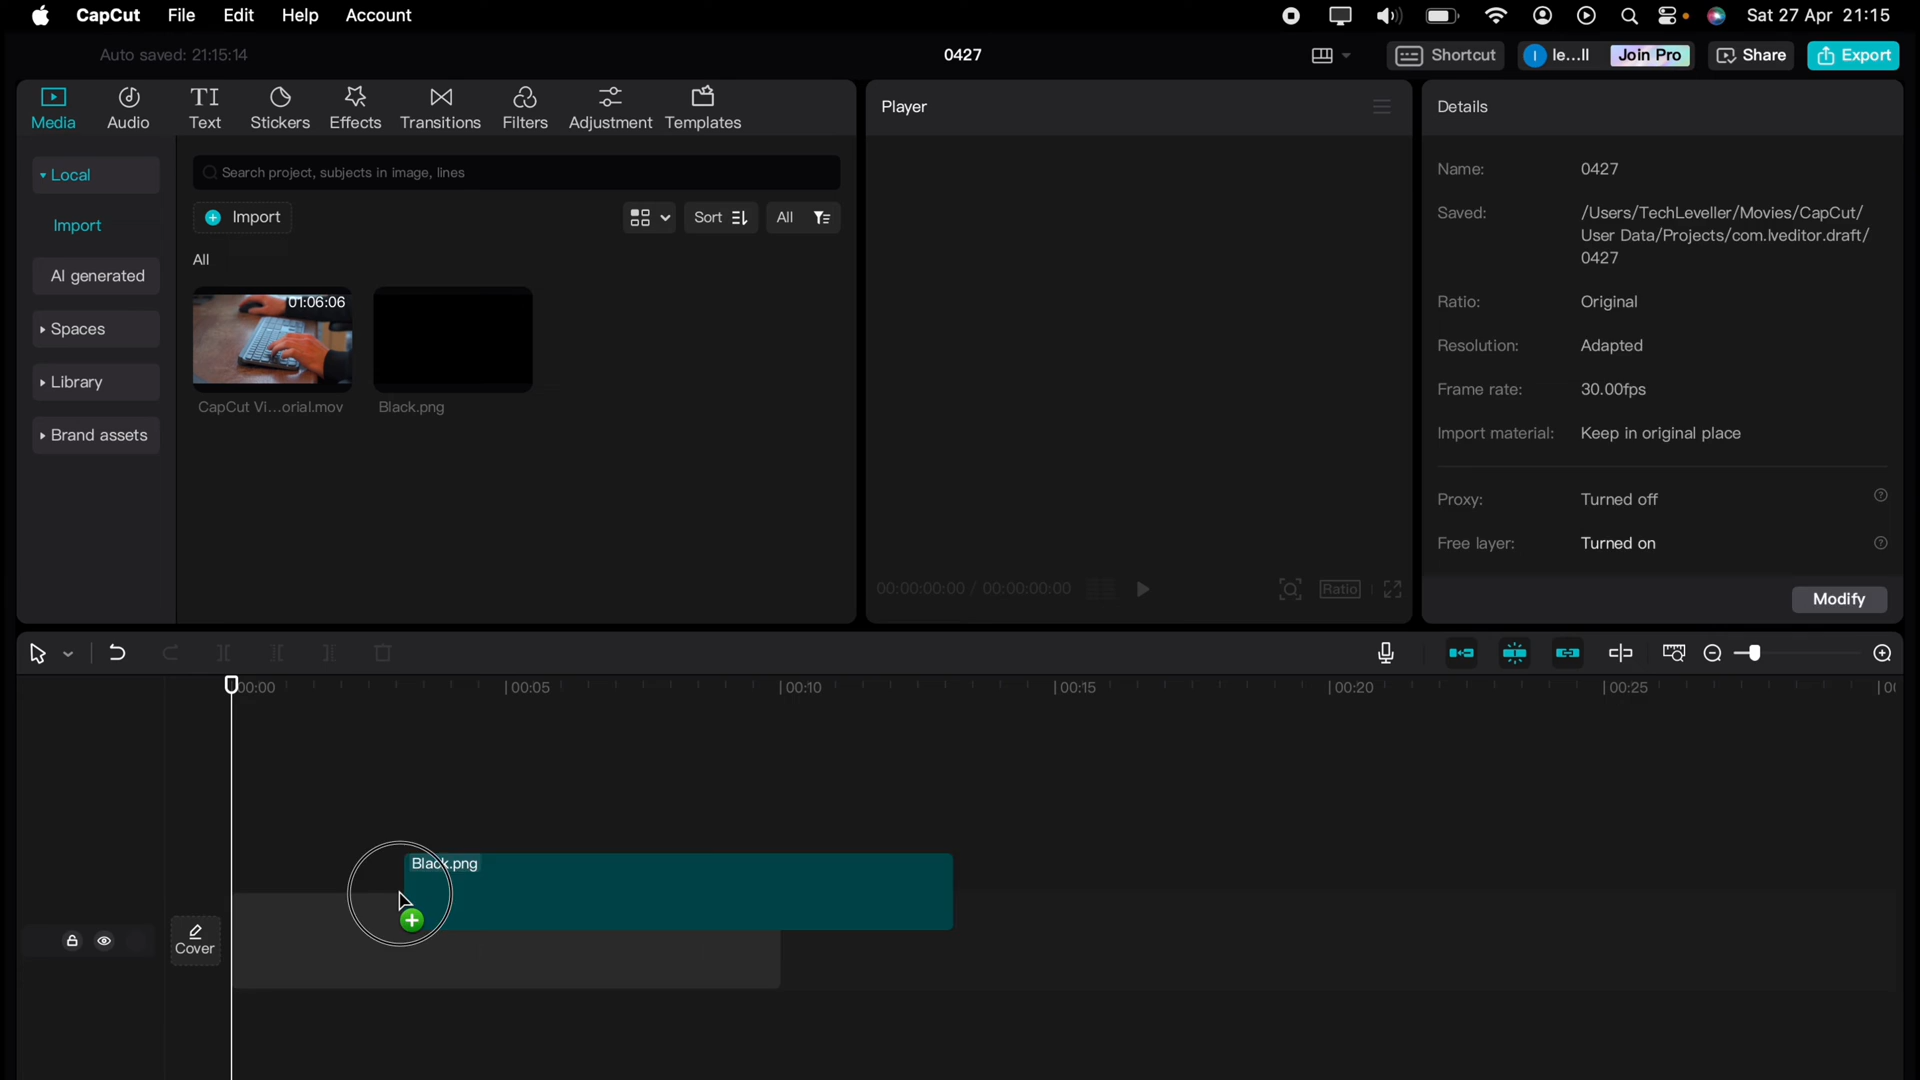 CapCut File Edit Help Account Sat 27 Apr 21:15
Auto saved: 21:15:14
0427
Shortcut
le...ll
Join Pro
Share
Export
Media
Audio
Text
Stickers
Effects
Transitions
Filters
Adjustment
Templates
Local
Import
AI generated
Spaces
Library
Brand assets
Search project, subjects in image, lines
Import
Sort
All
All
01:06:06
CapCut Vi...orial.mov
Black.png
Player
00:00:00:00 / 00:00:00:00
Ratio
Details
Name: 0427
Saved: /Users/TechLeveller/Movies/CapCut/
User Data/Projects/com.lveditor.draft/
0427
Ratio: Original
Resolution: Adapted
Frame rate: 30.00fps
Import material: Keep in original place
Proxy: Turned off
Free layer: Turned on
Modify
00:00 00:05 00:10 00:15 00:20 00:25
Black.png
Cover